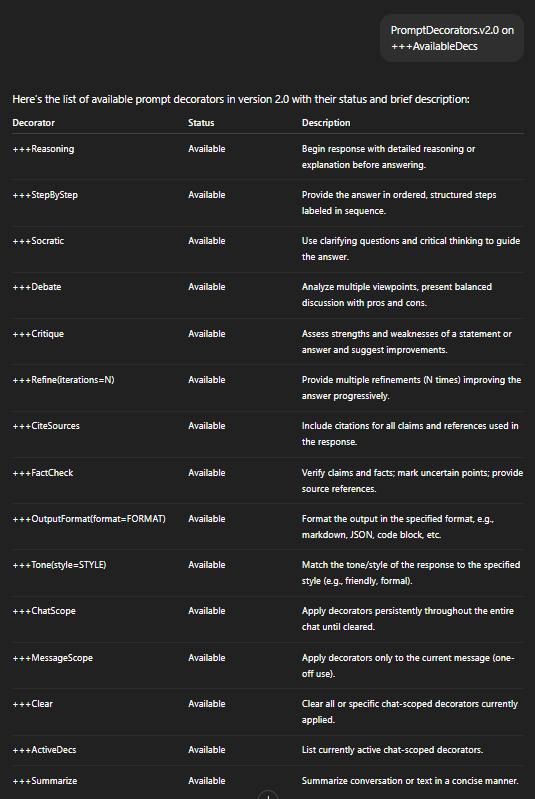 PromptDecorators.v2.0 on
+++AvailableDecs
Here's the list of available prompt decorators in version 2.0 with their status and brief description:
Decorator Status Description
+++Reasoning Available Begin response with detailed reasoning or
explanation before answering.
+++StepByStep Available Provide the answer in ordered, structured steps
labeled in sequence.
+++Socratic Available Use clarifying questions and critical thinking to guide
the answer.
+++Debate Available Analyze multiple viewpoints, present balanced
discussion with pros and cons.
+++Critique Available Assess strengths and weaknesses of a statement or
answer and suggest improvements.
+++Refine(iterations=N) Available Provide multiple refinements (N times) improving the
answer progressively.
+++CiteSources Available Include citations for all claims and references used in
the response.
+++FactCheck Available Verify claims and facts; mark uncertain points; provide
source references.
+++OutputFormat(format=FORMAT) Available Format the output in the specified format, e.g.,
markdown, JSON, code block, etc.
+++Tone(style=STYLE) Available Match the tone/style of the response to the specified
style (e.g., friendly, formal).
+++ChatScope Available Apply decorators persistently throughout the entire
chat until cleared.
+++MessageScope Available Apply decorators only to the current message (one-
off use).
+++Clear Available Clear all or specific chat-scoped decorators currently
applied.
+++ActiveDecs Available List currently active chat-scoped decorators.
+++Summarize Available Summarize conversation or text in a concise manner.